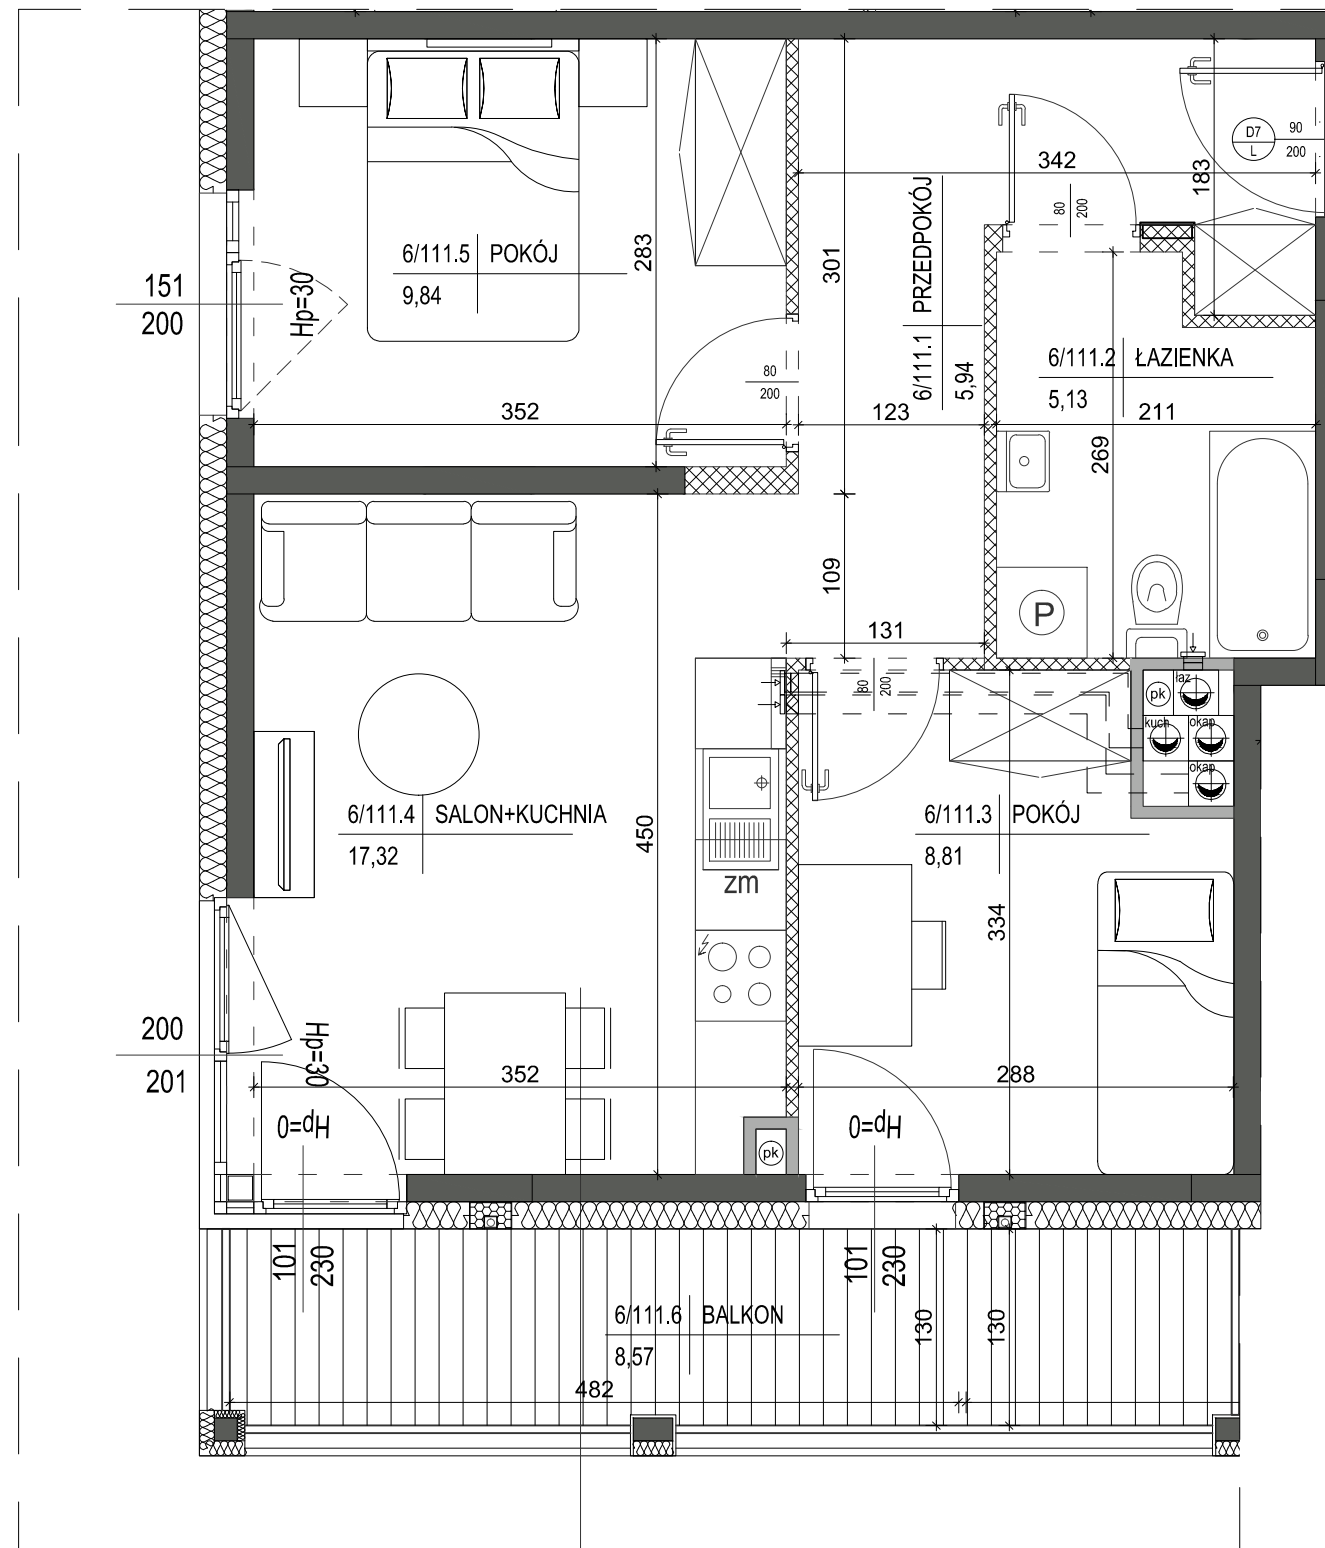 D7
L
90
200
342
183
80
200
6/111.5 POKÓJ
9,84
283
301
151
200
Hp=30
6/111.1 PRZEDPOKÓJ
5,94
6/111.2 ŁAZIENKA
5,13
80
200
352
123
211
269
109
P
131
80
200
łaz
pk
kuch
okap
okap
6/111.4 SALON+KUCHNIA
17,32
450
6/111.3 POKÓJ
8,81
zm
334
200
201
Hp=30
352
288
Hp=0
Hp=0
pk
101
230
101
230
6/111.6 BALKON
8,57
130
130
482